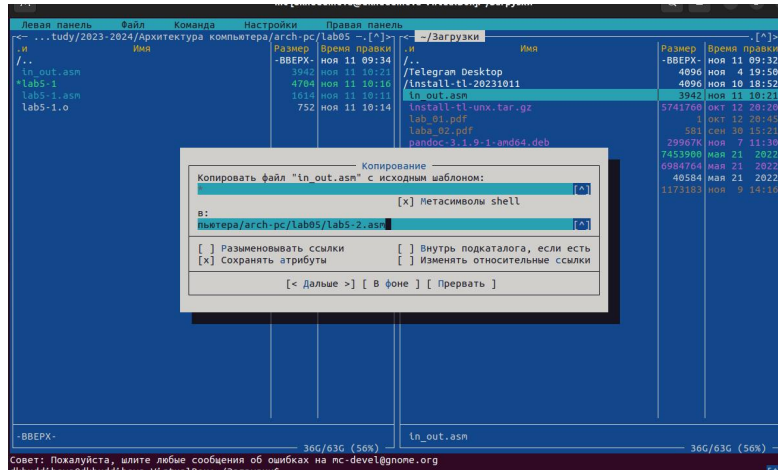 Левая панель Файл Команда Настройки Правая панель
<— ...tudy/2023-2024/Архитектура компьютера/arch-pc/lab05 —.[^]>
.и Имя Размер Время правки
/.. -ВВЕРХ- ноя 11 09:34
in_out.asm 3942 ноя 11 10:21
*lab5-1 4704 ноя 11 10:16
lab5-1.asm 1614 ноя 11 10:11
lab5-1.o 752 ноя 11 10:14
-ВВЕРХ-
36G/63G (56%)
<— ~/Загрузки .[^]>
.и Имя Размер Время правки
/.. -ВВЕРХ- ноя 11 09:32
/Telegram Desktop 4096 ноя 4 19:50
/install-tl-20231011 4096 ноя 10 18:52
in_out.asm 3942 ноя 11 10:21
install-tl-unx.tar.gz 5741760 окт 12 20:20
lab_01.pdf 1 окт 12 20:45
laba_02.pdf 581 сен 30 15:21
pandoc-3.1.9-1-amd64.deb 29967K ноя 7 11:30
7453900 мая 21 2022
6984764 мая 21 2022
40584 мая 21 2022
1173183 ноя 9 14:16
in_out.asm
36G/63G (56%)
Копирование
Копировать файл "in_out.asm" с исходным шаблоном:
* [^]
[x] Метасимволы shell
в:
пьютера/arch-pc/lab05/lab5-2.asm [^]
[ ] Разыменовывать ссылки [ ] Внутрь подкаталога, если есть
[x] Сохранять атрибуты [ ] Изменять относительные ссылки
[< Дальше >] [ В фоне ] [ Прервать ]
Совет: Пожалуйста, шлите любые сообщения об ошибках на mc-devel@gnome.org